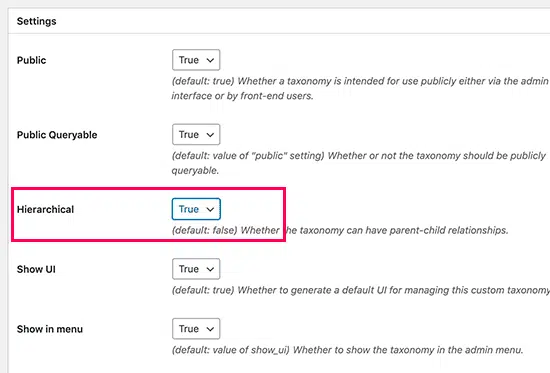 Settings
Public
True
(default: true) Whether a taxonomy is intended for use publicly either via the admin
interface or by front-end users.
Public Queryable
True
(default: value of "public" setting) Whether or not the taxonomy should be publicly
queryable.
Hierarchical
True
(default: false) Whether the taxonomy can have parent-child relationships.
Show UI
True
(default: true) Whether to generate a default UI for managing this custom taxonomy
Show in menu
True
(default: value of show_ui) Whether to show the taxonomy in the admin menu.